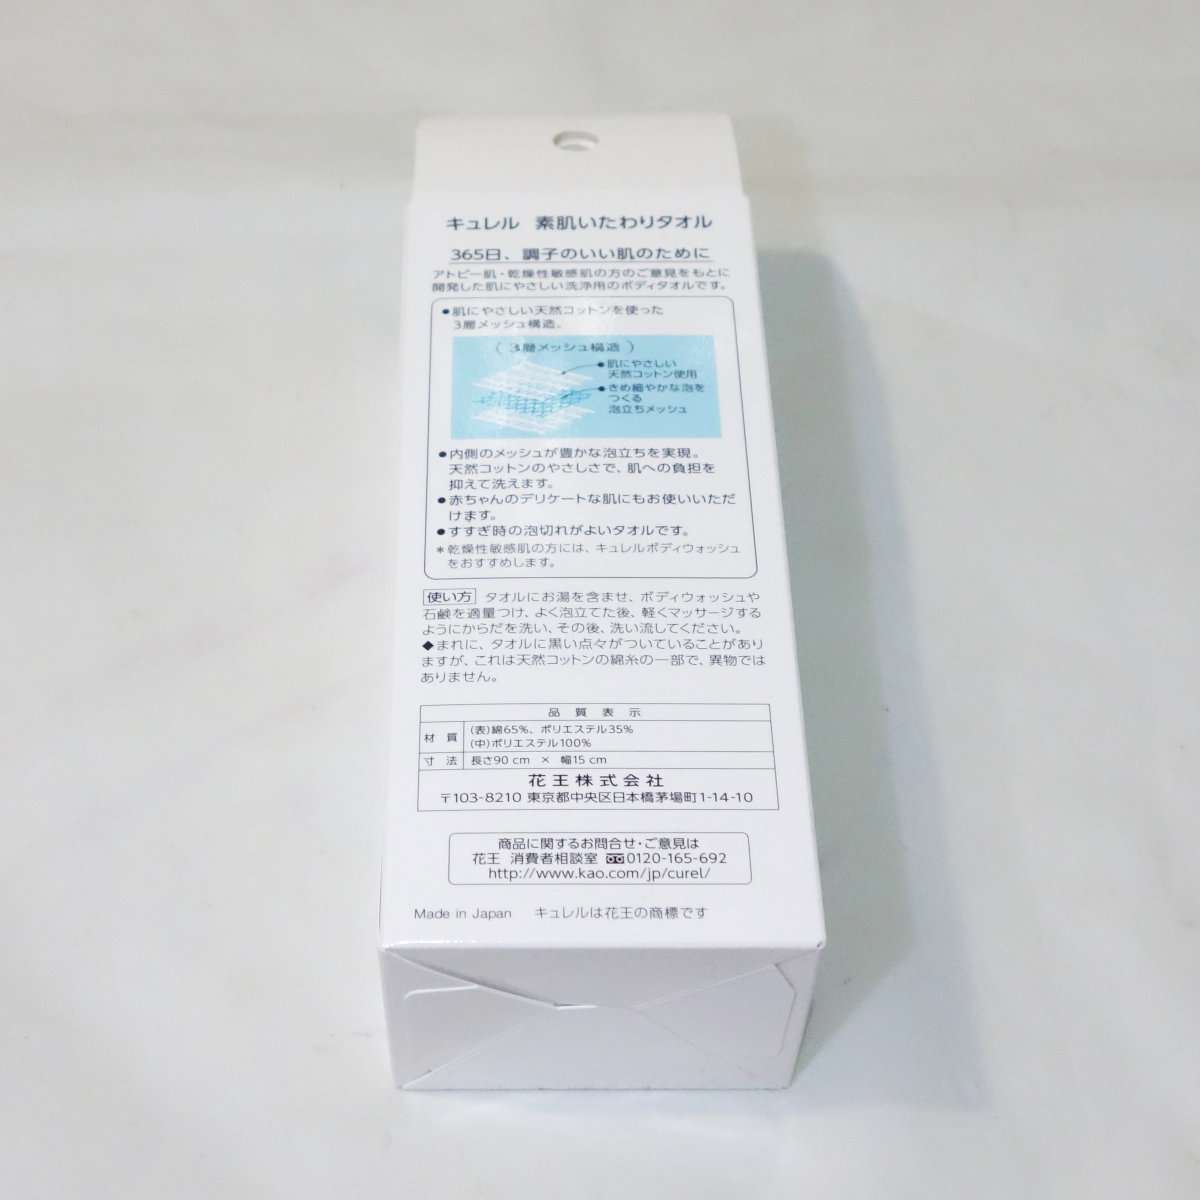 キュレル 素肌いたわりタオル
365日、調子のいい肌のために
アトピー肌・乾燥性敏感肌の方のご意見をもとに
開発した肌にやさしい洗浄用のボディタオルです。
●肌にやさしい天然コットンを使った
3層メッシュ構造。
(3層メッシュ構造)
●肌にやさしい
天然コットン使用
●きめ細やかな泡を
つくる
泡立ちメッシュ
●内側のメッシュが豊かな泡立ちを実現。
天然コットンのやさしさで、肌への負担を
抑えて洗えます。
●赤ちゃんのデリケートな肌にもお使いいただ
けます。
●すすぎ時の泡切れがよいタオルです。
*乾燥性敏感肌の方には、キュレルボディウォッシュ
をおすすめします。
使い方 タオルにお湯を含ませ、ボディウォッシュや
石鹸を適量つけ、よく泡立てた後、軽くマッサージする
ようにからだを洗い、その後、洗い流してください。
◆まれに、タオルに黒い点々がついていることがあり
ますが、これは天然コットンの綿糸の一部で、異物では
ありません。
品質表示
材質 (表)綿65%、ポリエステル35%
(中)ポリエステル100%
寸法 長さ90 cm × 幅15 cm
花王株式会社
〒103-8210 東京都中央区日本橋茅場町1-14-10
商品に関するお問合せ・ご意見は
花王 消費者相談室 0120-165-692
http://www.kao.com/jp/curel/
Made in Japan キュレルは花王の商標です